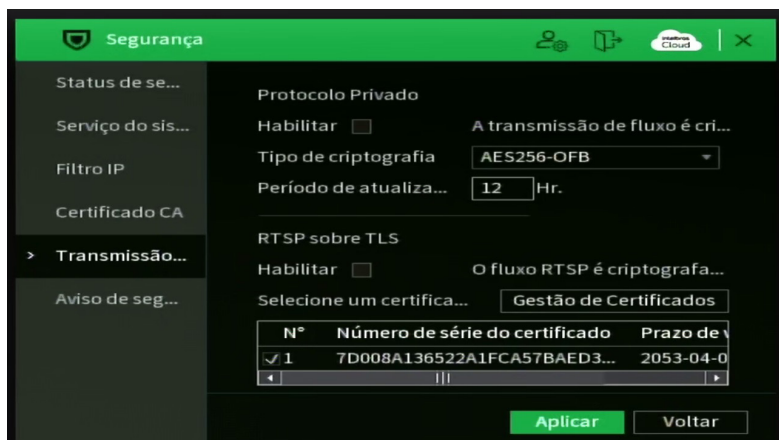 Segurança
intelbras Cloud
Status de se...
Serviço do sis...
Filtro IP
Certificado CA
> Transmissão...
Aviso de seg...
Protocolo Privado
Habilitar A transmissão de fluxo é cri...
Tipo de criptografia AES256-OFB
Período de atualiza... 12 Hr.
RTSP sobre TLS
Habilitar O fluxo RTSP é criptografa...
Selecione um certifica... Gestão de Certificados
N° Número de série do certificado Prazo de v
1 7D008A136522A1FCA57BAED3... 2053-04-0
Aplicar Voltar